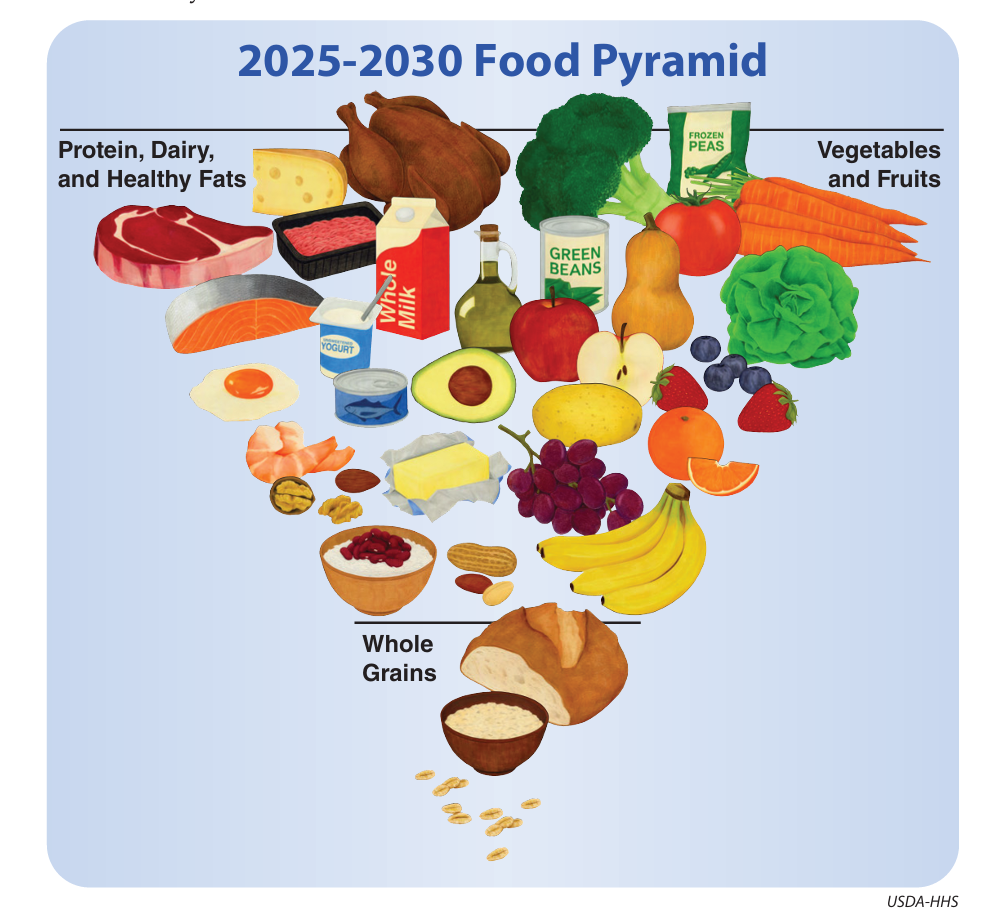 2025-2030 Food Pyramid
Protein, Dairy,
and Healthy Fats
Vegetables
and Fruits
FROZEN
PEAS
Whole
Milk
GREEN
BEANS
YOGURT
Whole
Grains
USDA-HHS